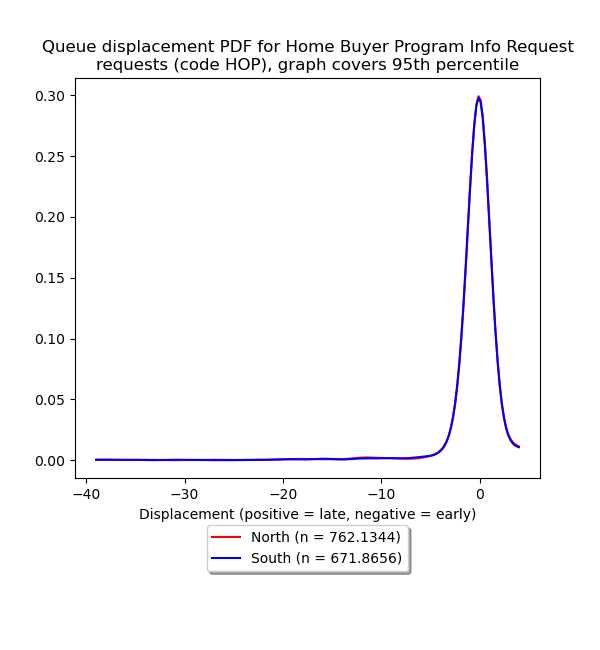 Queue displacement PDF for Home Buyer Program Info Request
requests (code HOP), graph covers 95th percentile
0.30
0.25
0.20
0.15
0.10
0.05
0.00
−40 −30 −20 −10 0
Displacement (positive = late, negative = early)
North (n = 762.1344)
South (n = 671.8656)